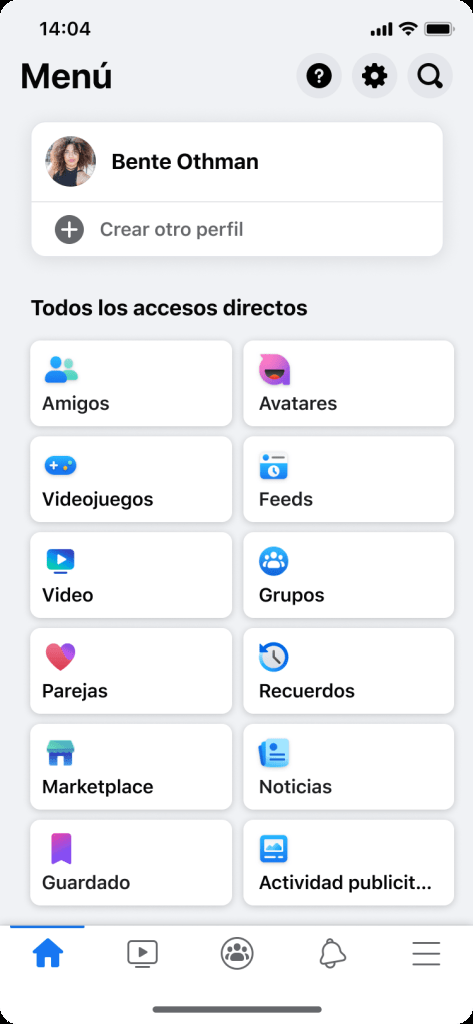 14:04
Menú
Bente Othman
Crear otro perfil
Todos los accesos directos
Amigos
Avatares
Videojuegos
Feeds
Video
Grupos
Parejas
Recuerdos
Marketplace
Noticias
Guardado
Actividad publicit...